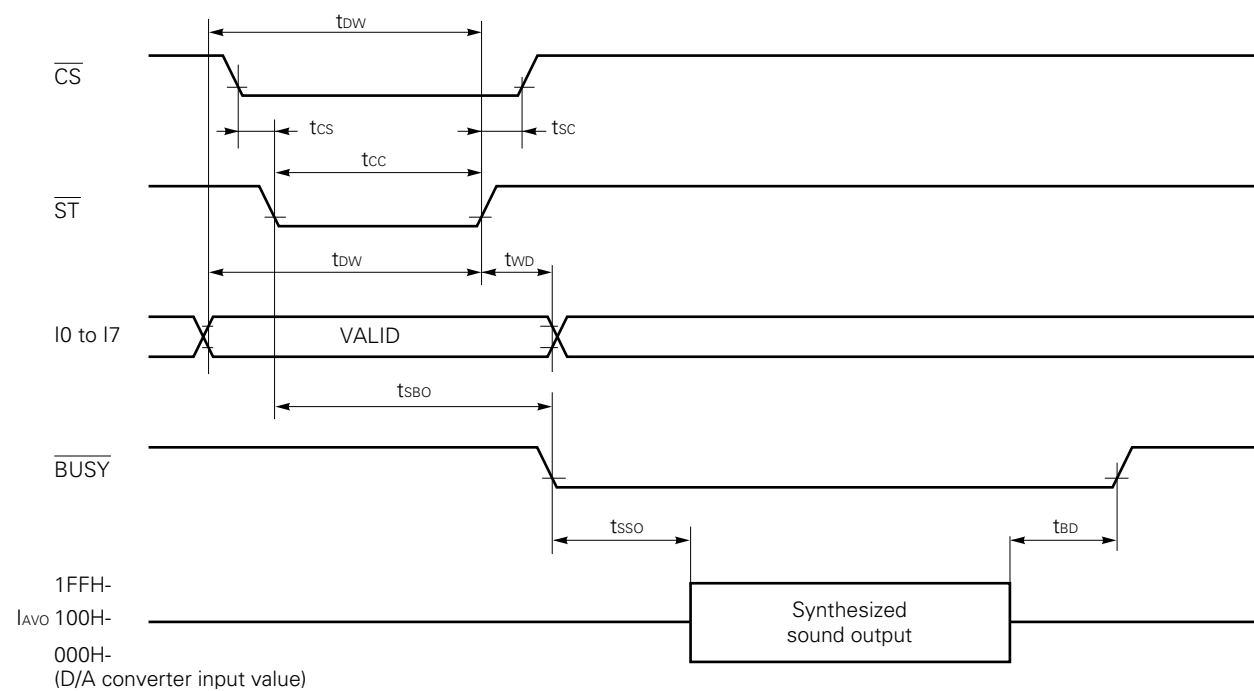 tDW
CS
tCS
tSC
tCC
ST
tDW
tWD
I0 to I7
VALID
tSBO
BUSY
tSSO
tBD
1FFH-
IAVO 100H-
000H-
(D/A converter input value)
Synthesized
sound output